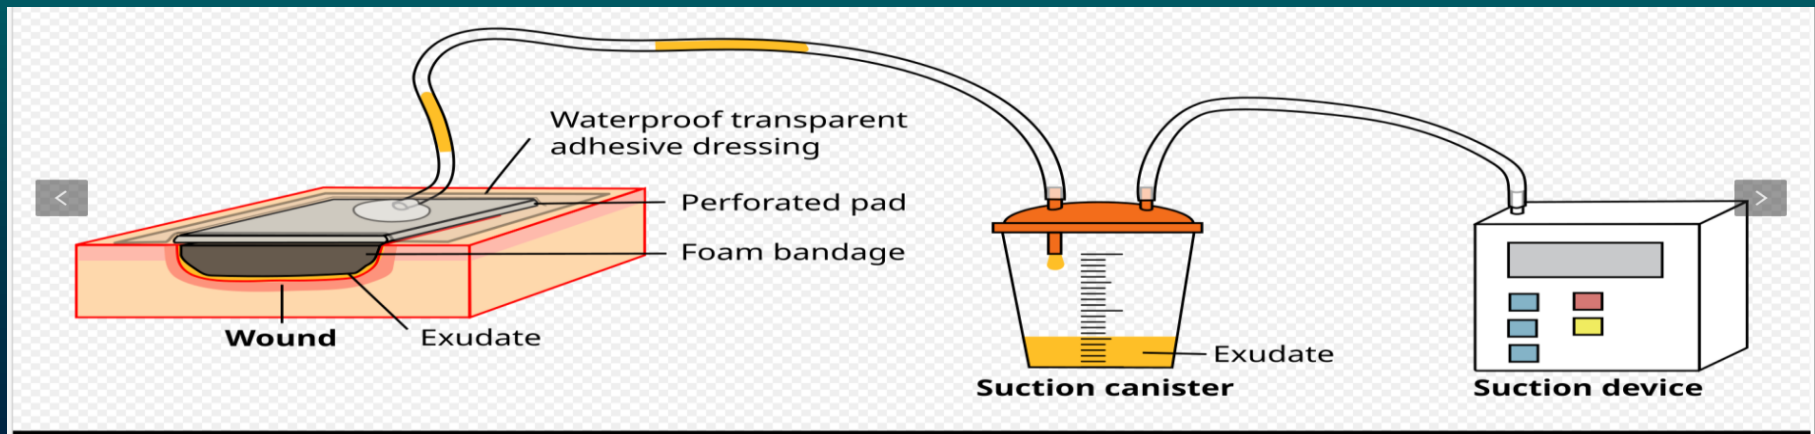 Waterproof transparent
adhesive dressing
Perforated pad
Foam bandage
Wound
Exudate
Exudate
Suction canister
Suction device